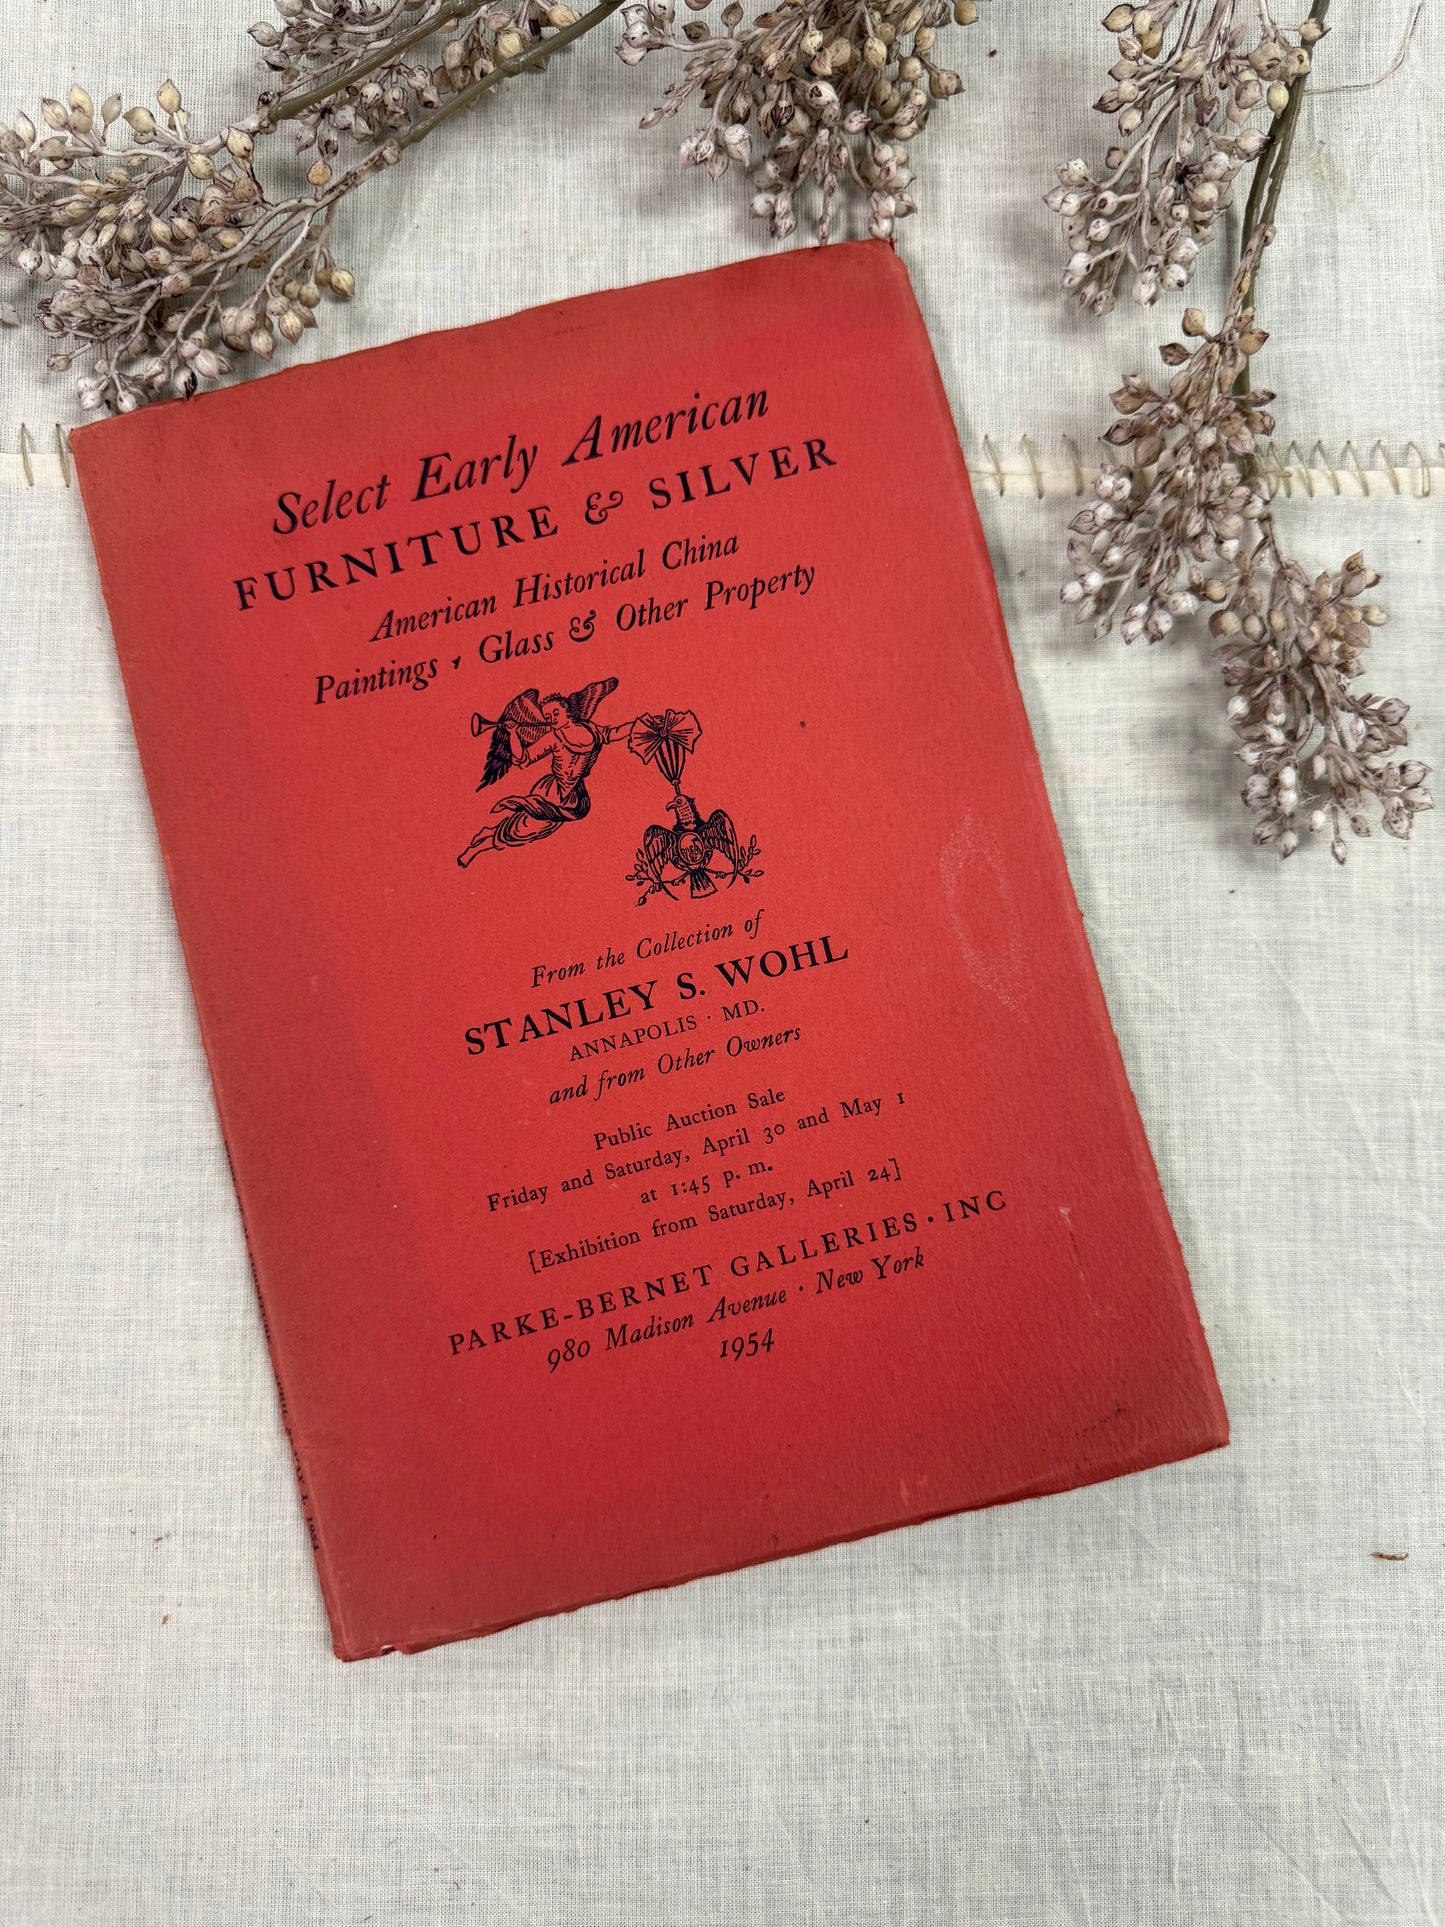 Select Early American
FURNITURE & SILVER
American Historical China
Paintings, Glass & Other Property
From the Collection of
STANLEY S. WOHL
ANNAPOLIS · MD.
and from Other Owners
Public Auction Sale
Friday and Saturday, April 30 and May 1
at 1:45 p. m.
[Exhibition from Saturday, April 24]
PARKE-BERNET GALLERIES · INC
980 Madison Avenue · New York
1954